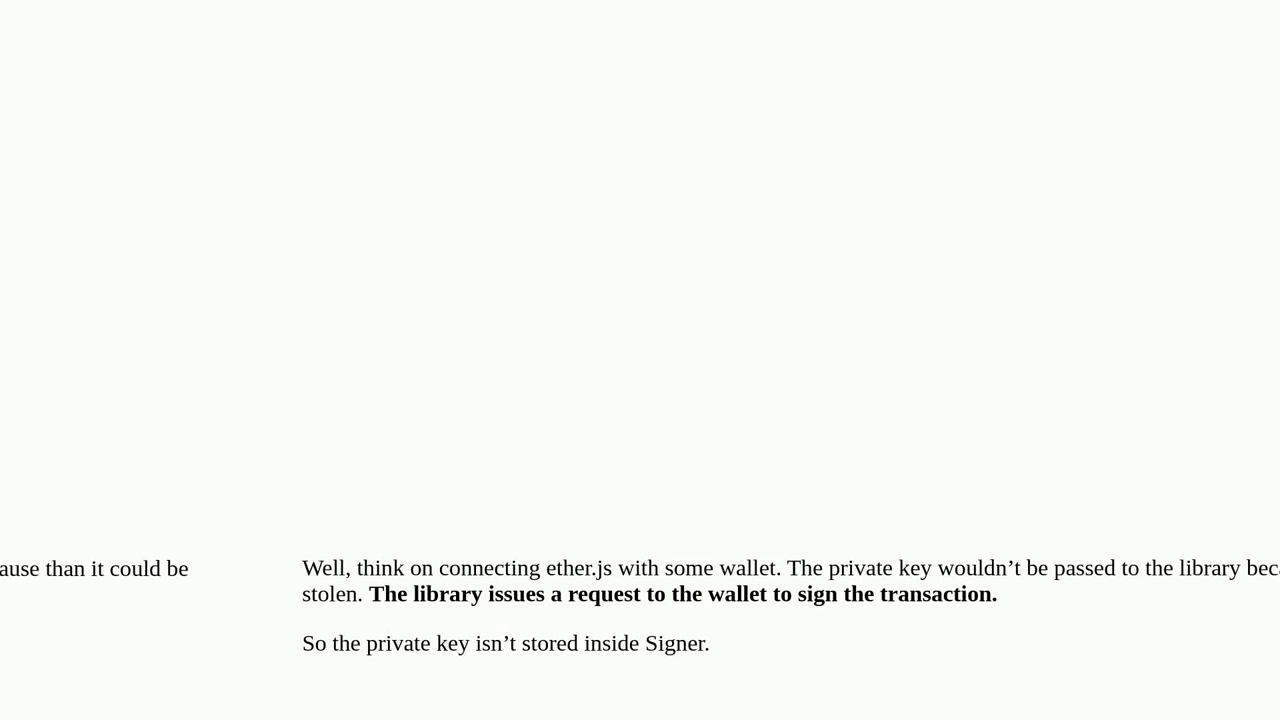 Well, think on connecting ether.js with some wallet. The private key wouldn’t be passed to the library bec
ause than it could be
stolen. The library issues a request to the wallet to sign the transaction.
So the private key isn’t stored inside Signer.